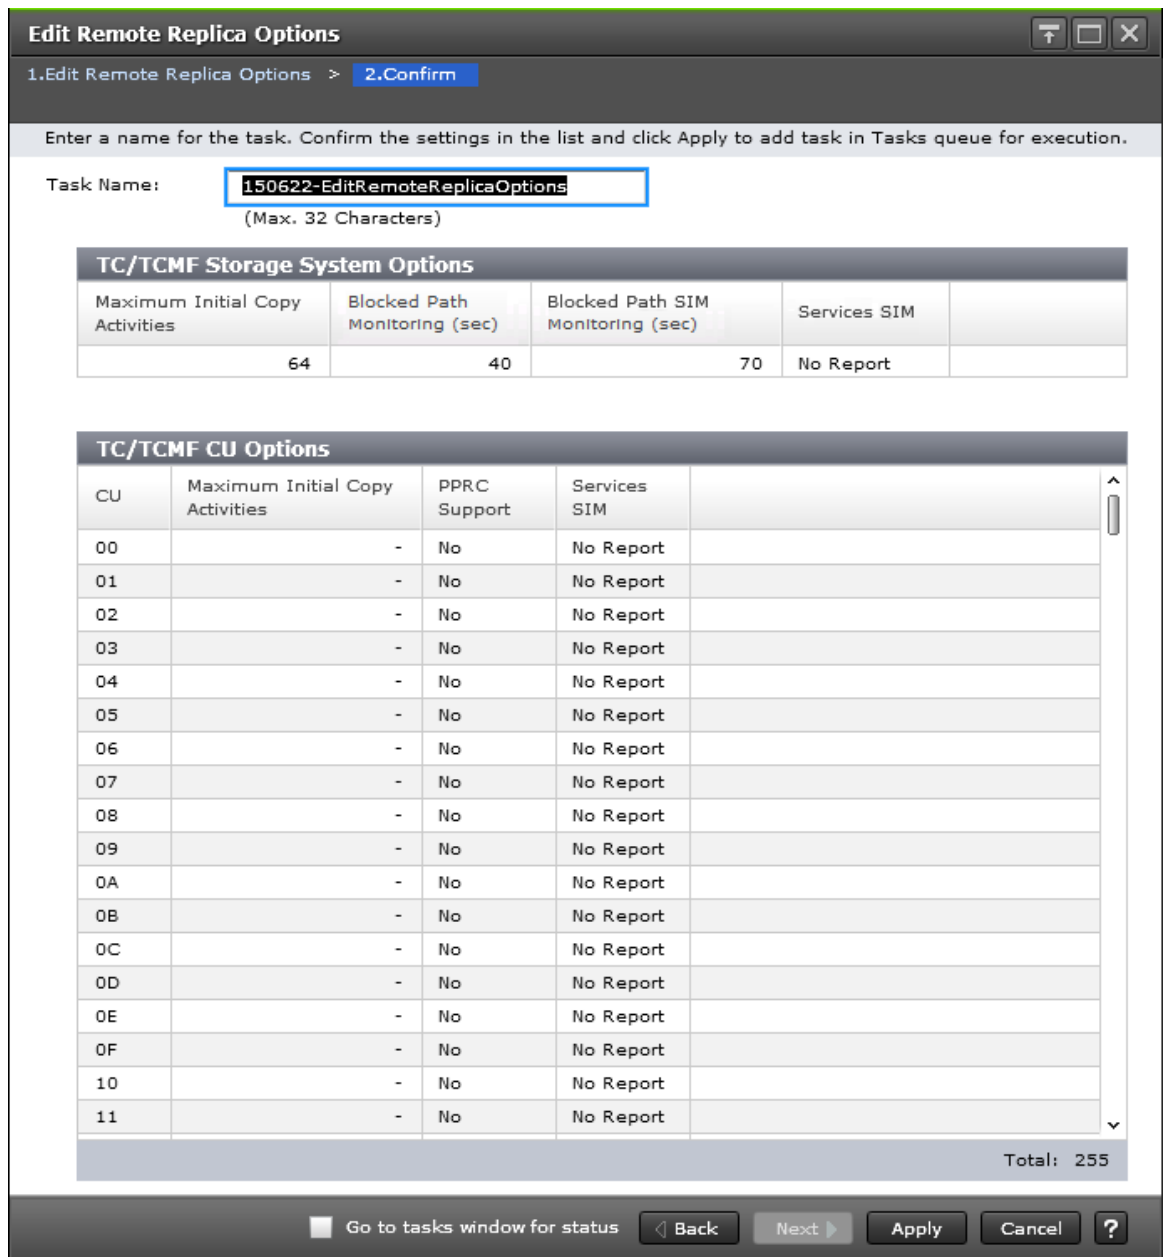 Edit Remote Replica Options
1.Edit Remote Replica Options > 2.Confirm
Enter a name for the task. Confirm the settings in the list and click Apply to add task in Tasks queue for execution.
Task Name: 150622-EditRemoteReplicaOptions
(Max. 32 Characters)
TC/TCMF Storage System Options
Maximum Initial Copy Activities Blocked Path Monitoring (sec) Blocked Path SIM Monitoring (sec) Services SIM
64 40 70 No Report
TC/TCMF CU Options
CU Maximum Initial Copy Activities PPRC Support Services SIM
00 - No No Report
01 - No No Report
02 - No No Report
03 - No No Report
04 - No No Report
05 - No No Report
06 - No No Report
07 - No No Report
08 - No No Report
09 - No No Report
0A - No No Report
0B - No No Report
0C - No No Report
0D - No No Report
0E - No No Report
0F - No No Report
10 - No No Report
11 - No No Report
Total: 255
Go to tasks window for status Back Next Apply Cancel ?